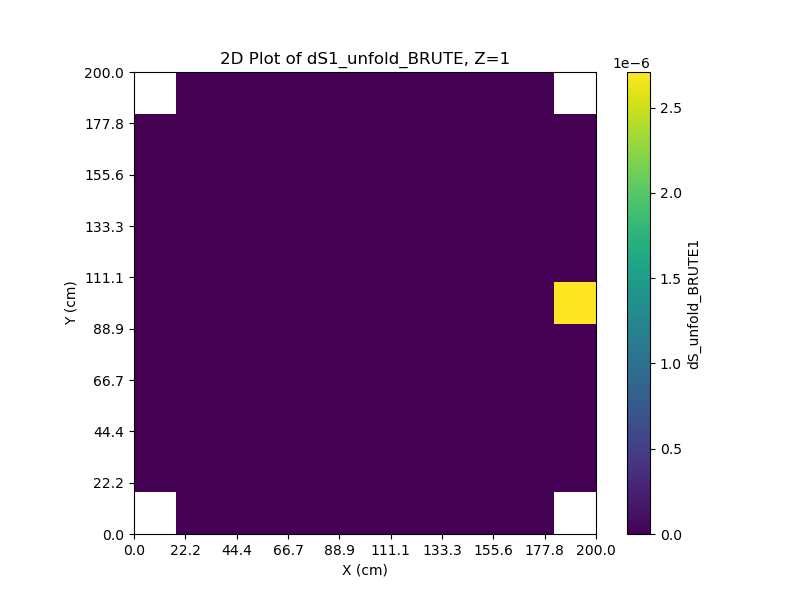 2D Plot of dS1_unfold_BRUTE, Z=1
1e−6
200.0
177.8
155.6
133.3
111.1
88.9
66.7
44.4
22.2
0.0
Y (cm)
0.0 22.2 44.4 66.7 88.9 111.1 133.3 155.6 177.8 200.0
X (cm)
2.5
2.0
1.5
1.0
0.5
0.0
dS_unfold_BRUTE1